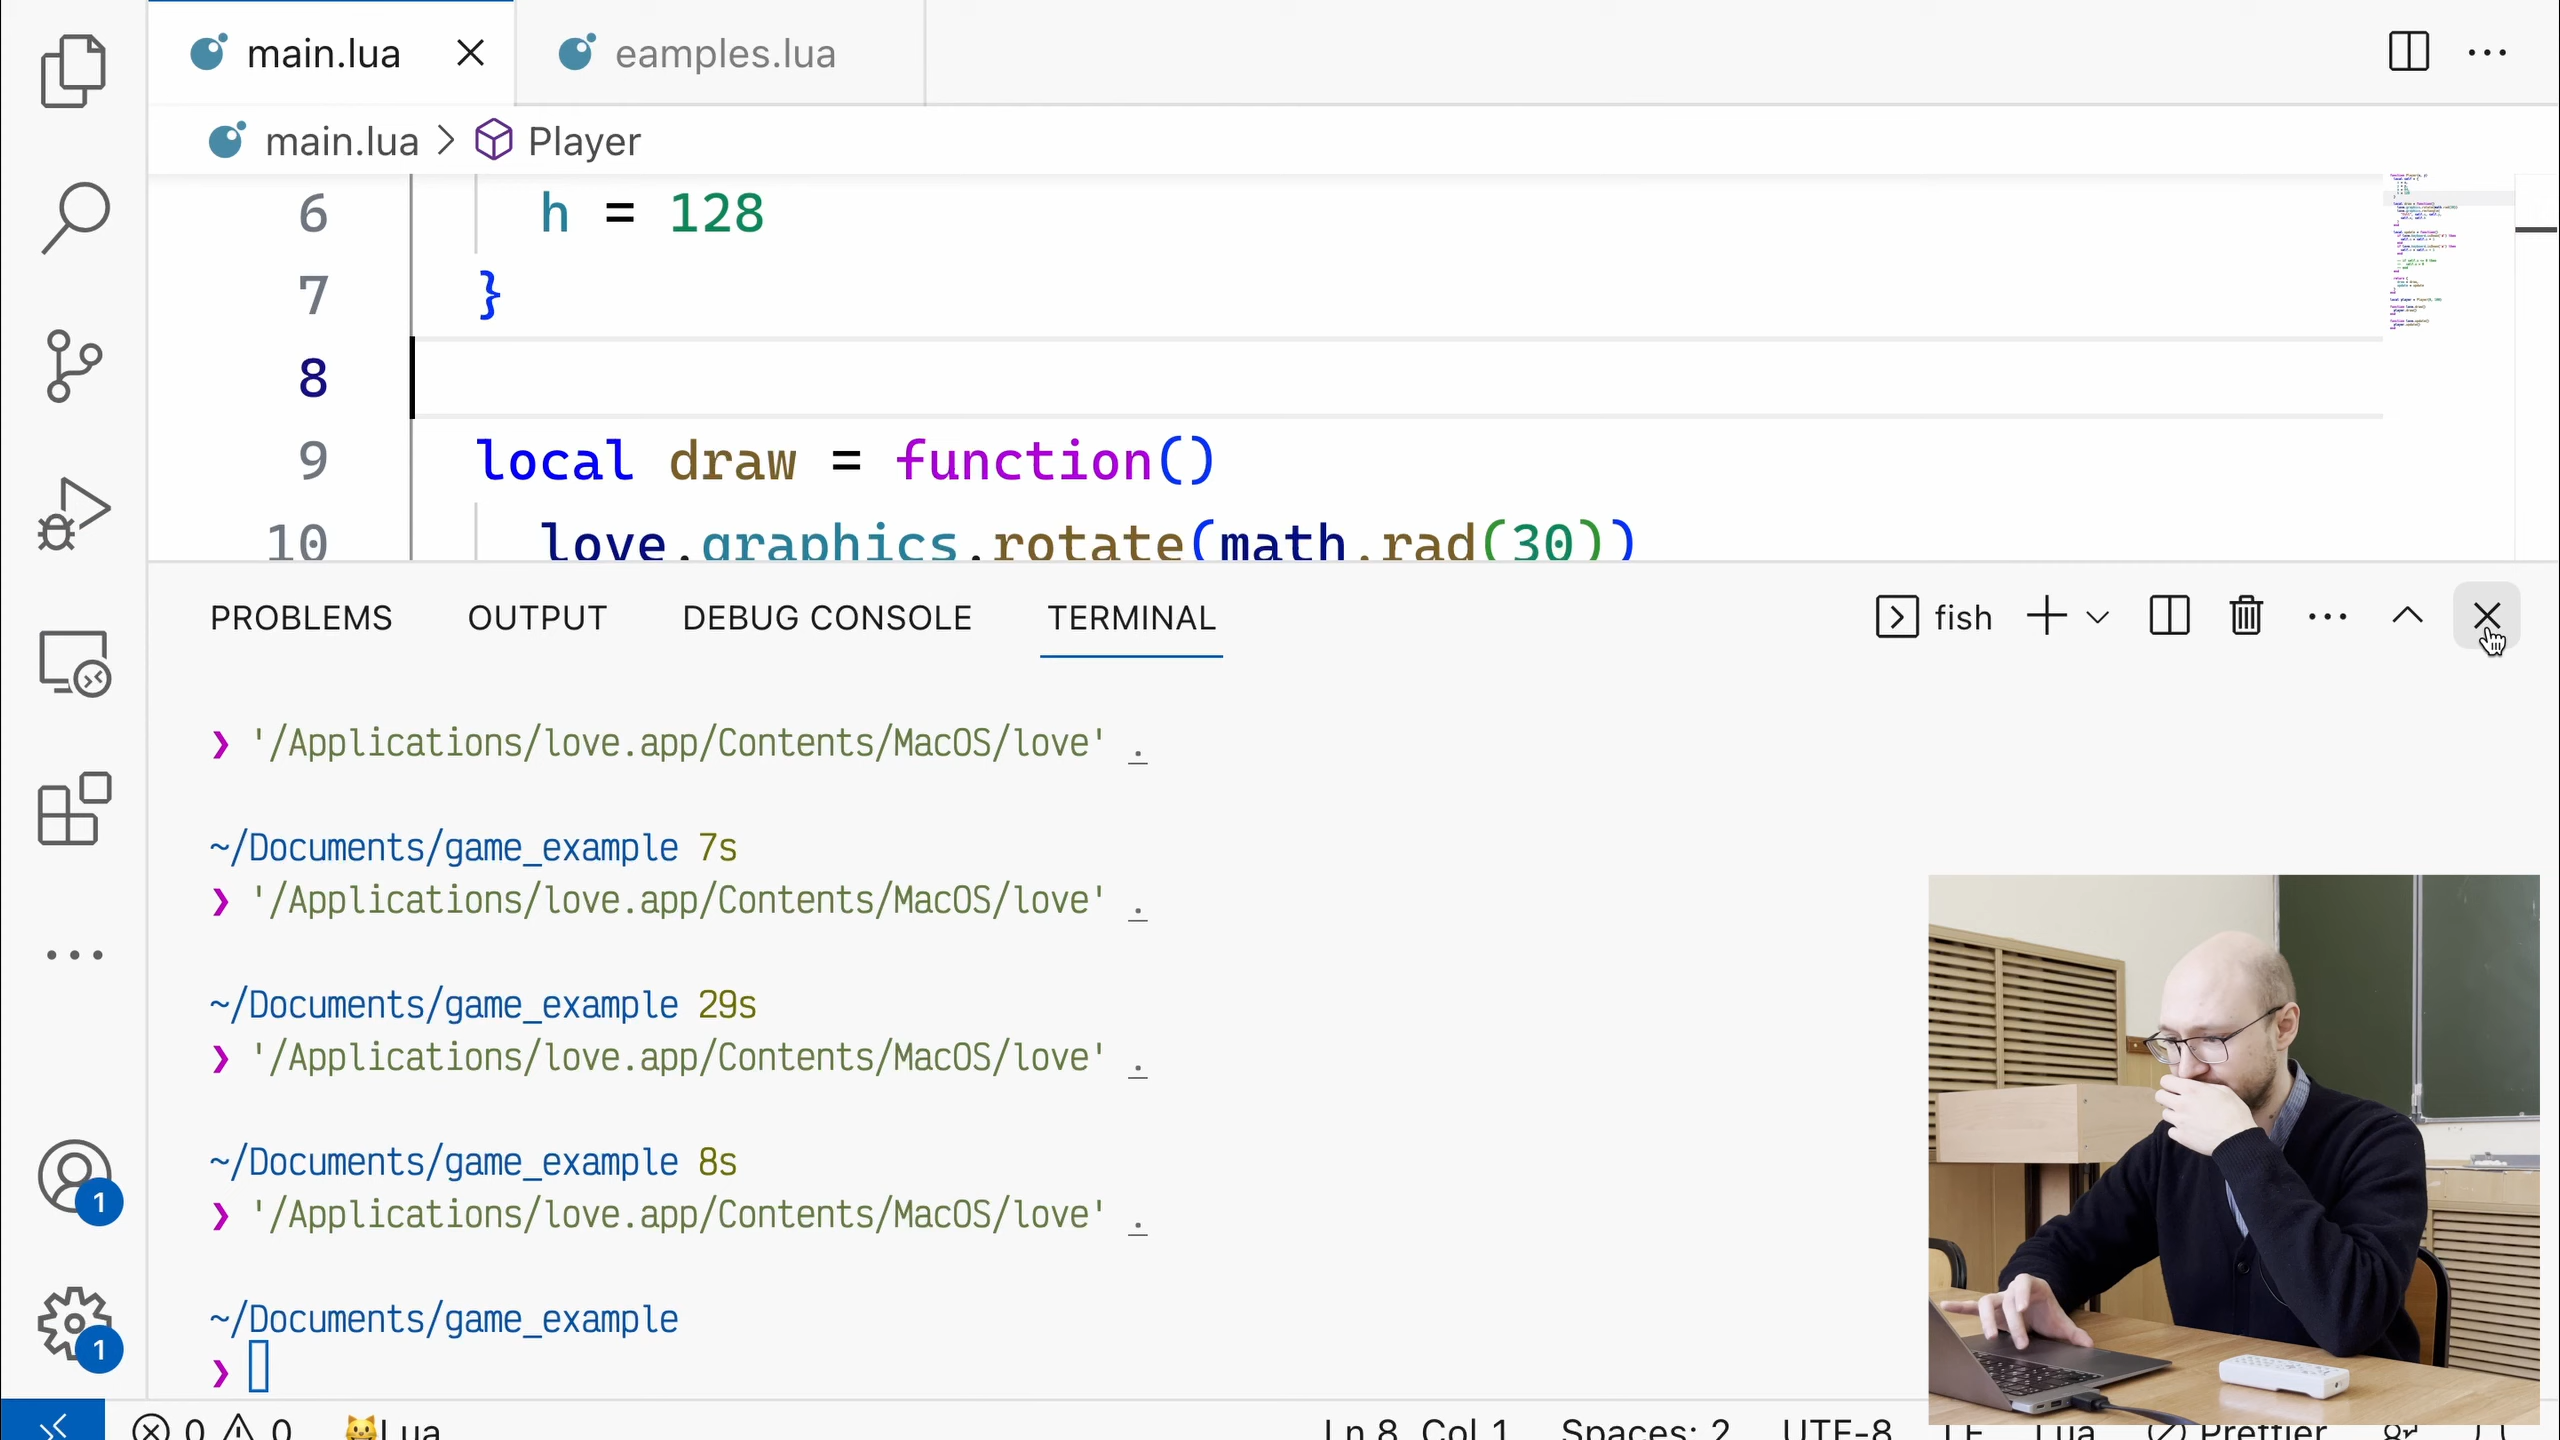 main.lua
eamples.lua
main.lua > Player
6 h = 128
7 }
8
9 local draw = function()
10 love.graphics.rotate(math.rad(30))
PROBLEMS OUTPUT DEBUG CONSOLE TERMINAL fish
❯ '/Applications/love.app/Contents/MacOS/love' .
~/Documents/game_example 7s
❯ '/Applications/love.app/Contents/MacOS/love' .
~/Documents/game_example 29s
❯ '/Applications/love.app/Contents/MacOS/love' .
~/Documents/game_example 8s
❯ '/Applications/love.app/Contents/MacOS/love' .
~/Documents/game_example
❯
1
1
0 0 Lua Ln 8, Col 1 Spaces: 2 UTF-8 LF Lua Prettier